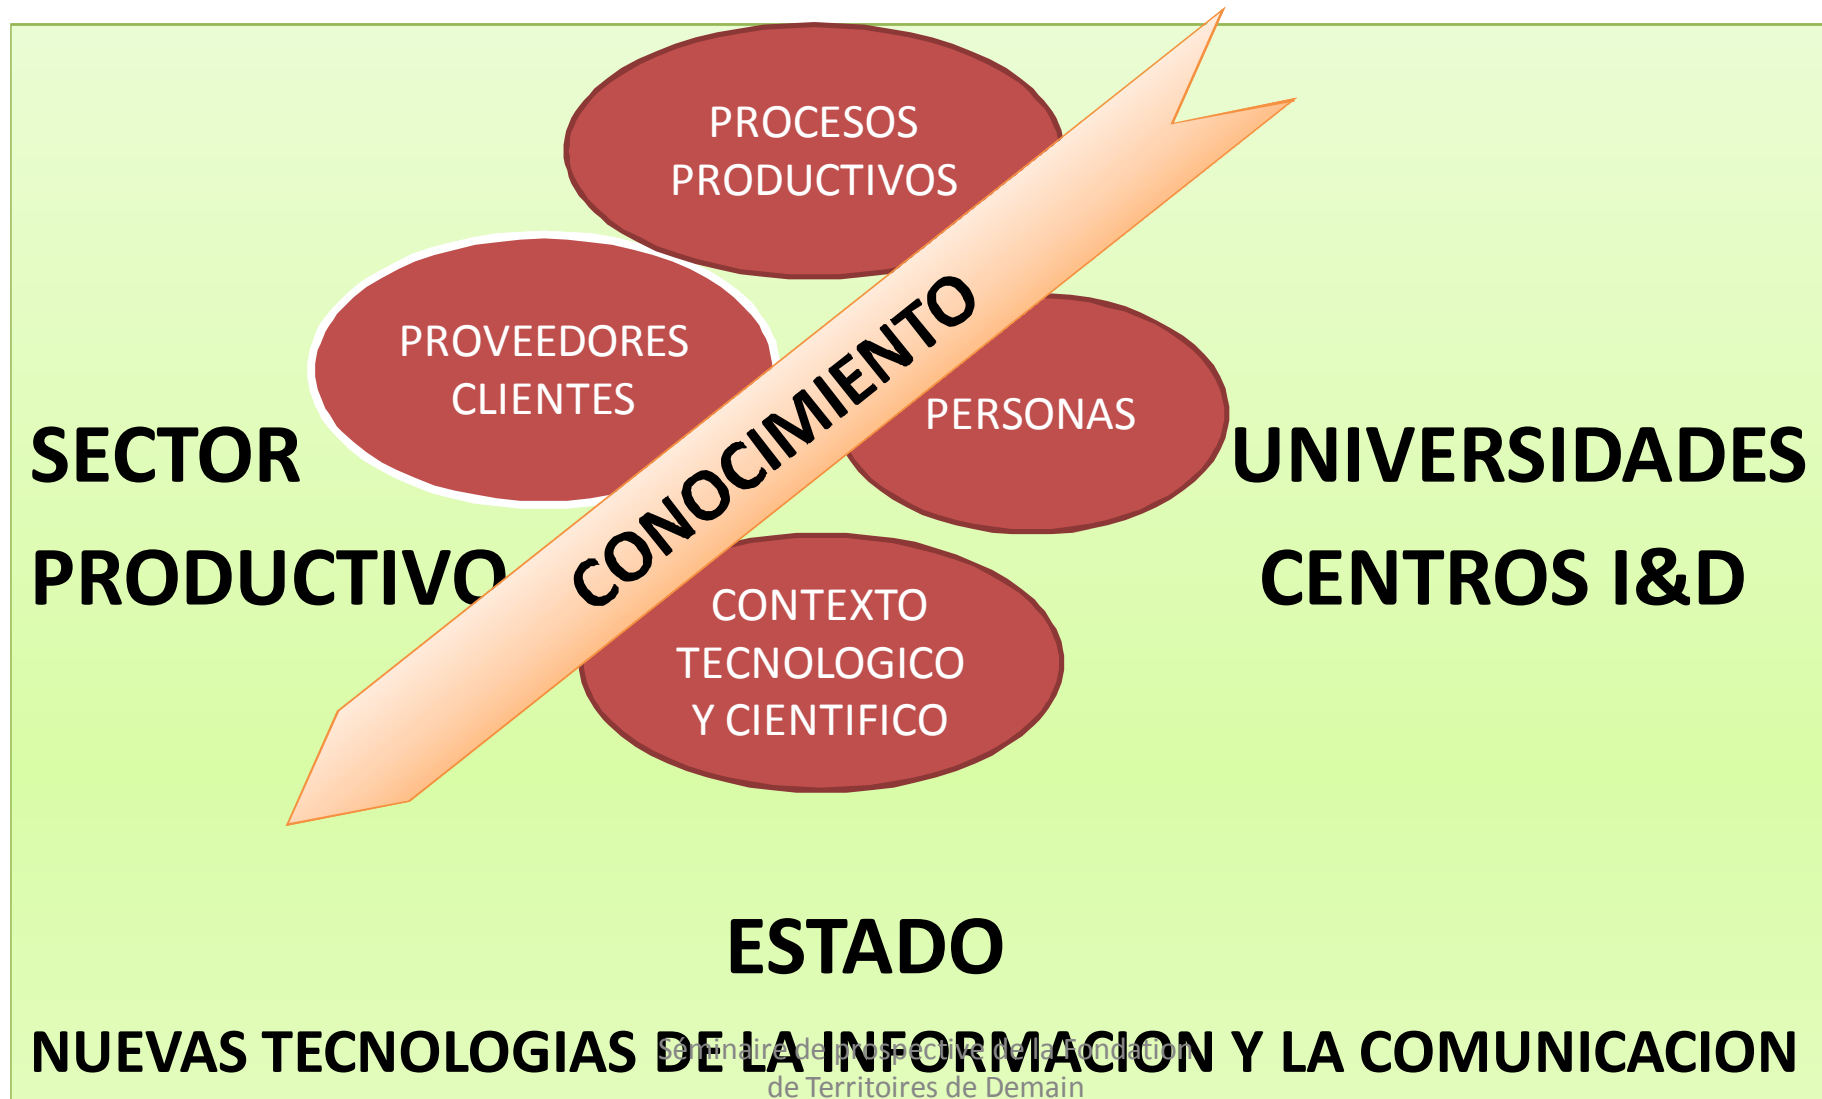 PROCESOS
PRODUCTIVOS
PROVEEDORES
CLIENTES
CONOCIMIENTO
PERSONAS
SECTOR
PRODUCTIVO
UNIVERSIDADES
CENTROS I&D
CONTEXTO
TECNOLOGICO
Y CIENTIFICO
ESTADO
NUEVAS TECNOLOGIAS DE LA INFORMACION Y LA COMUNICACION
Séminaire de prospective de la Fondation
de Territoires de Demain